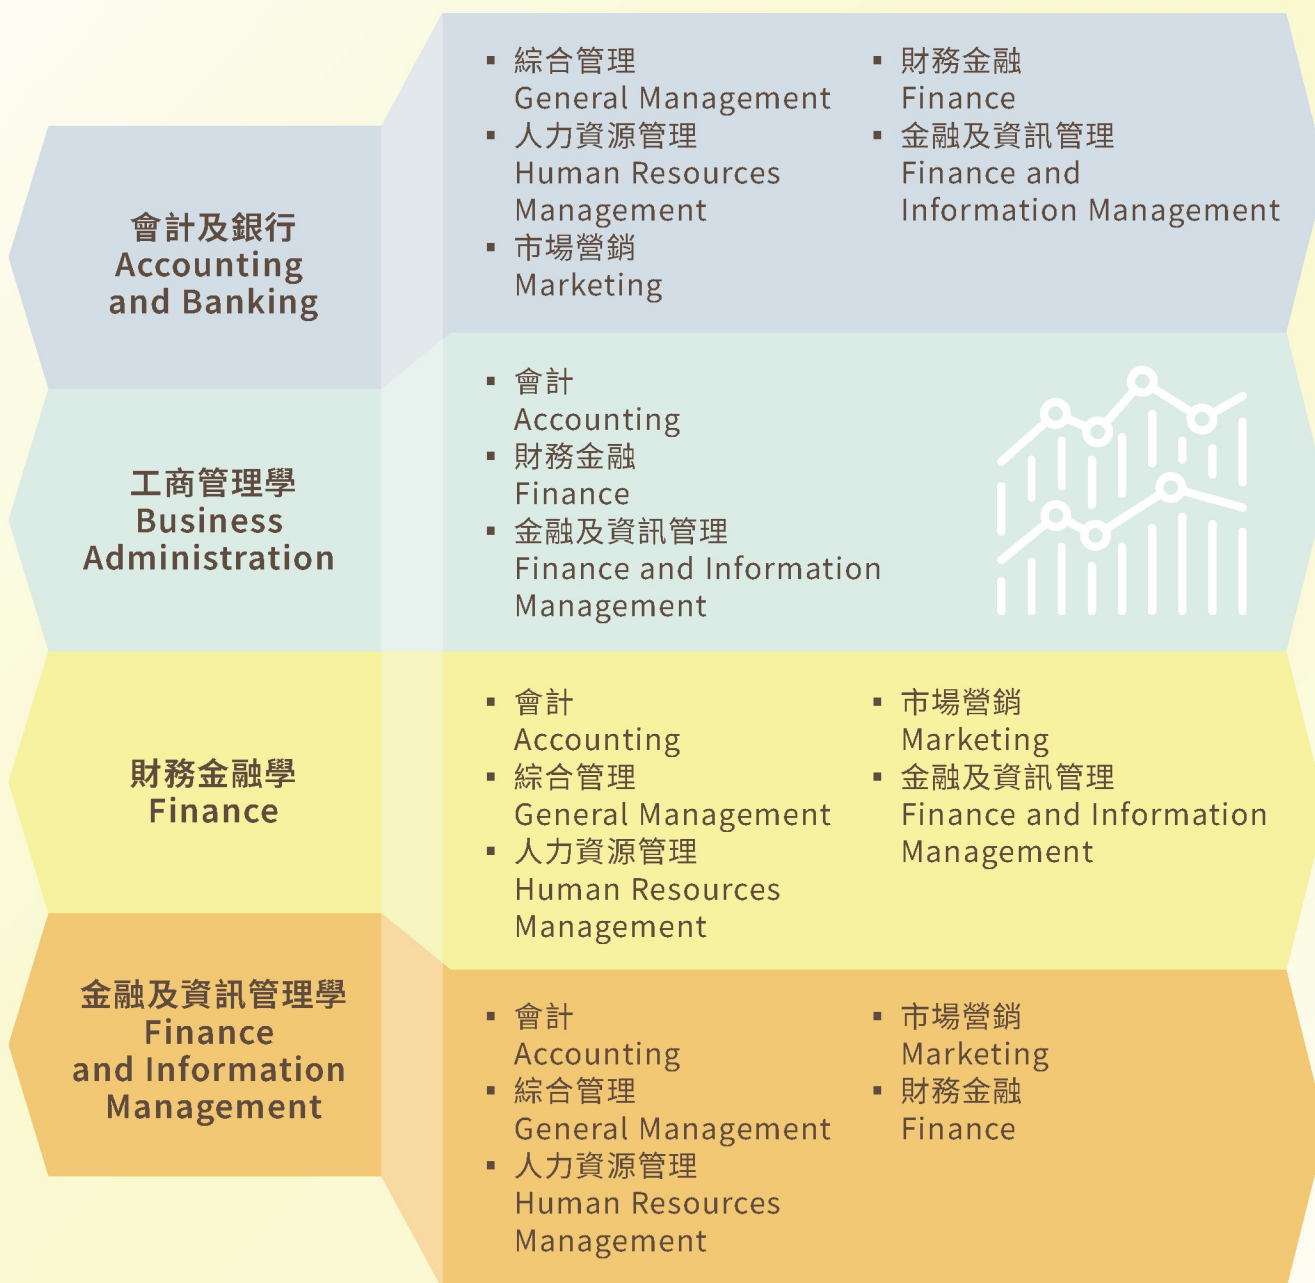 會計及銀行
Accounting
and Banking
綜合管理
General Management
人力資源管理
Human Resources
Management
市場營銷
Marketing
財務金融
Finance
金融及資訊管理
Finance and
Information Management
工商管理學
Business
Administration
會計
Accounting
財務金融
Finance
金融及資訊管理
Finance and Information
Management
財務金融學
Finance
會計
Accounting
綜合管理
General Management
人力資源管理
Human Resources
Management
市場營銷
Marketing
金融及資訊管理
Finance and Information
Management
金融及資訊管理學
Finance
and Information
Management
會計
Accounting
綜合管理
General Management
人力資源管理
Human Resources
Management
市場營銷
Marketing
財務金融
Finance